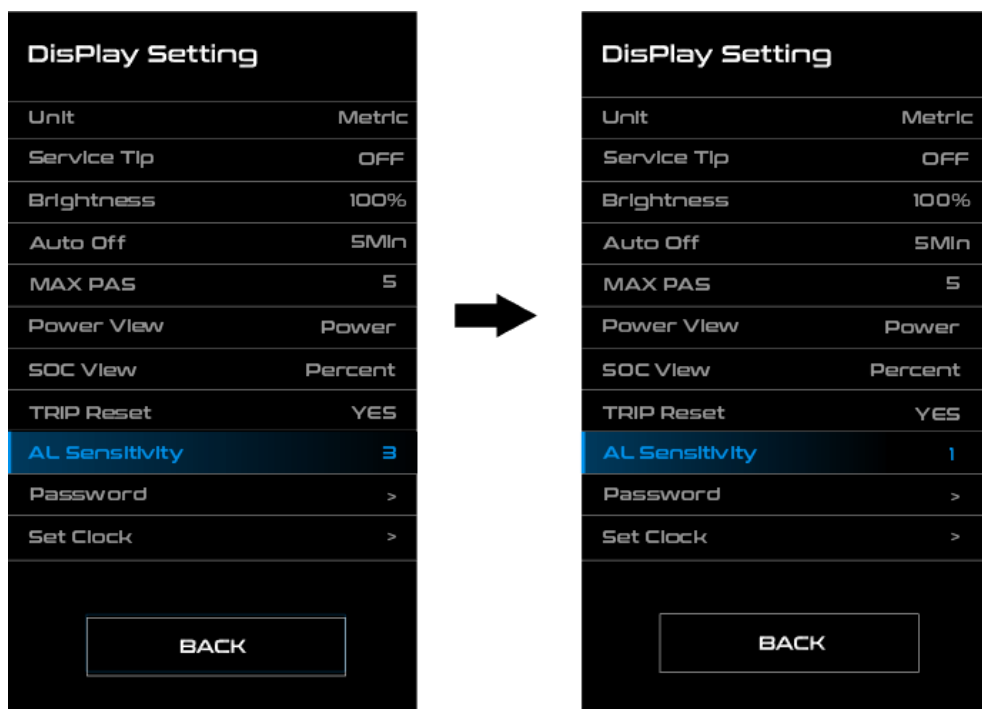 DisPlay Setting
Unit Metric
Service Tip OFF
Brightness 100%
Auto Off 5Min
MAX PAS 5
Power View Power
SOC View Percent
TRIP Reset YES
AL Sensitivity 3
Password >
Set Clock >
BACK
DisPlay Setting
Unit Metric
Service Tip OFF
Brightness 100%
Auto Off 5Min
MAX PAS 5
Power View Power
SOC View Percent
TRIP Reset YES
AL Sensitivity 1
Password >
Set Clock >
BACK